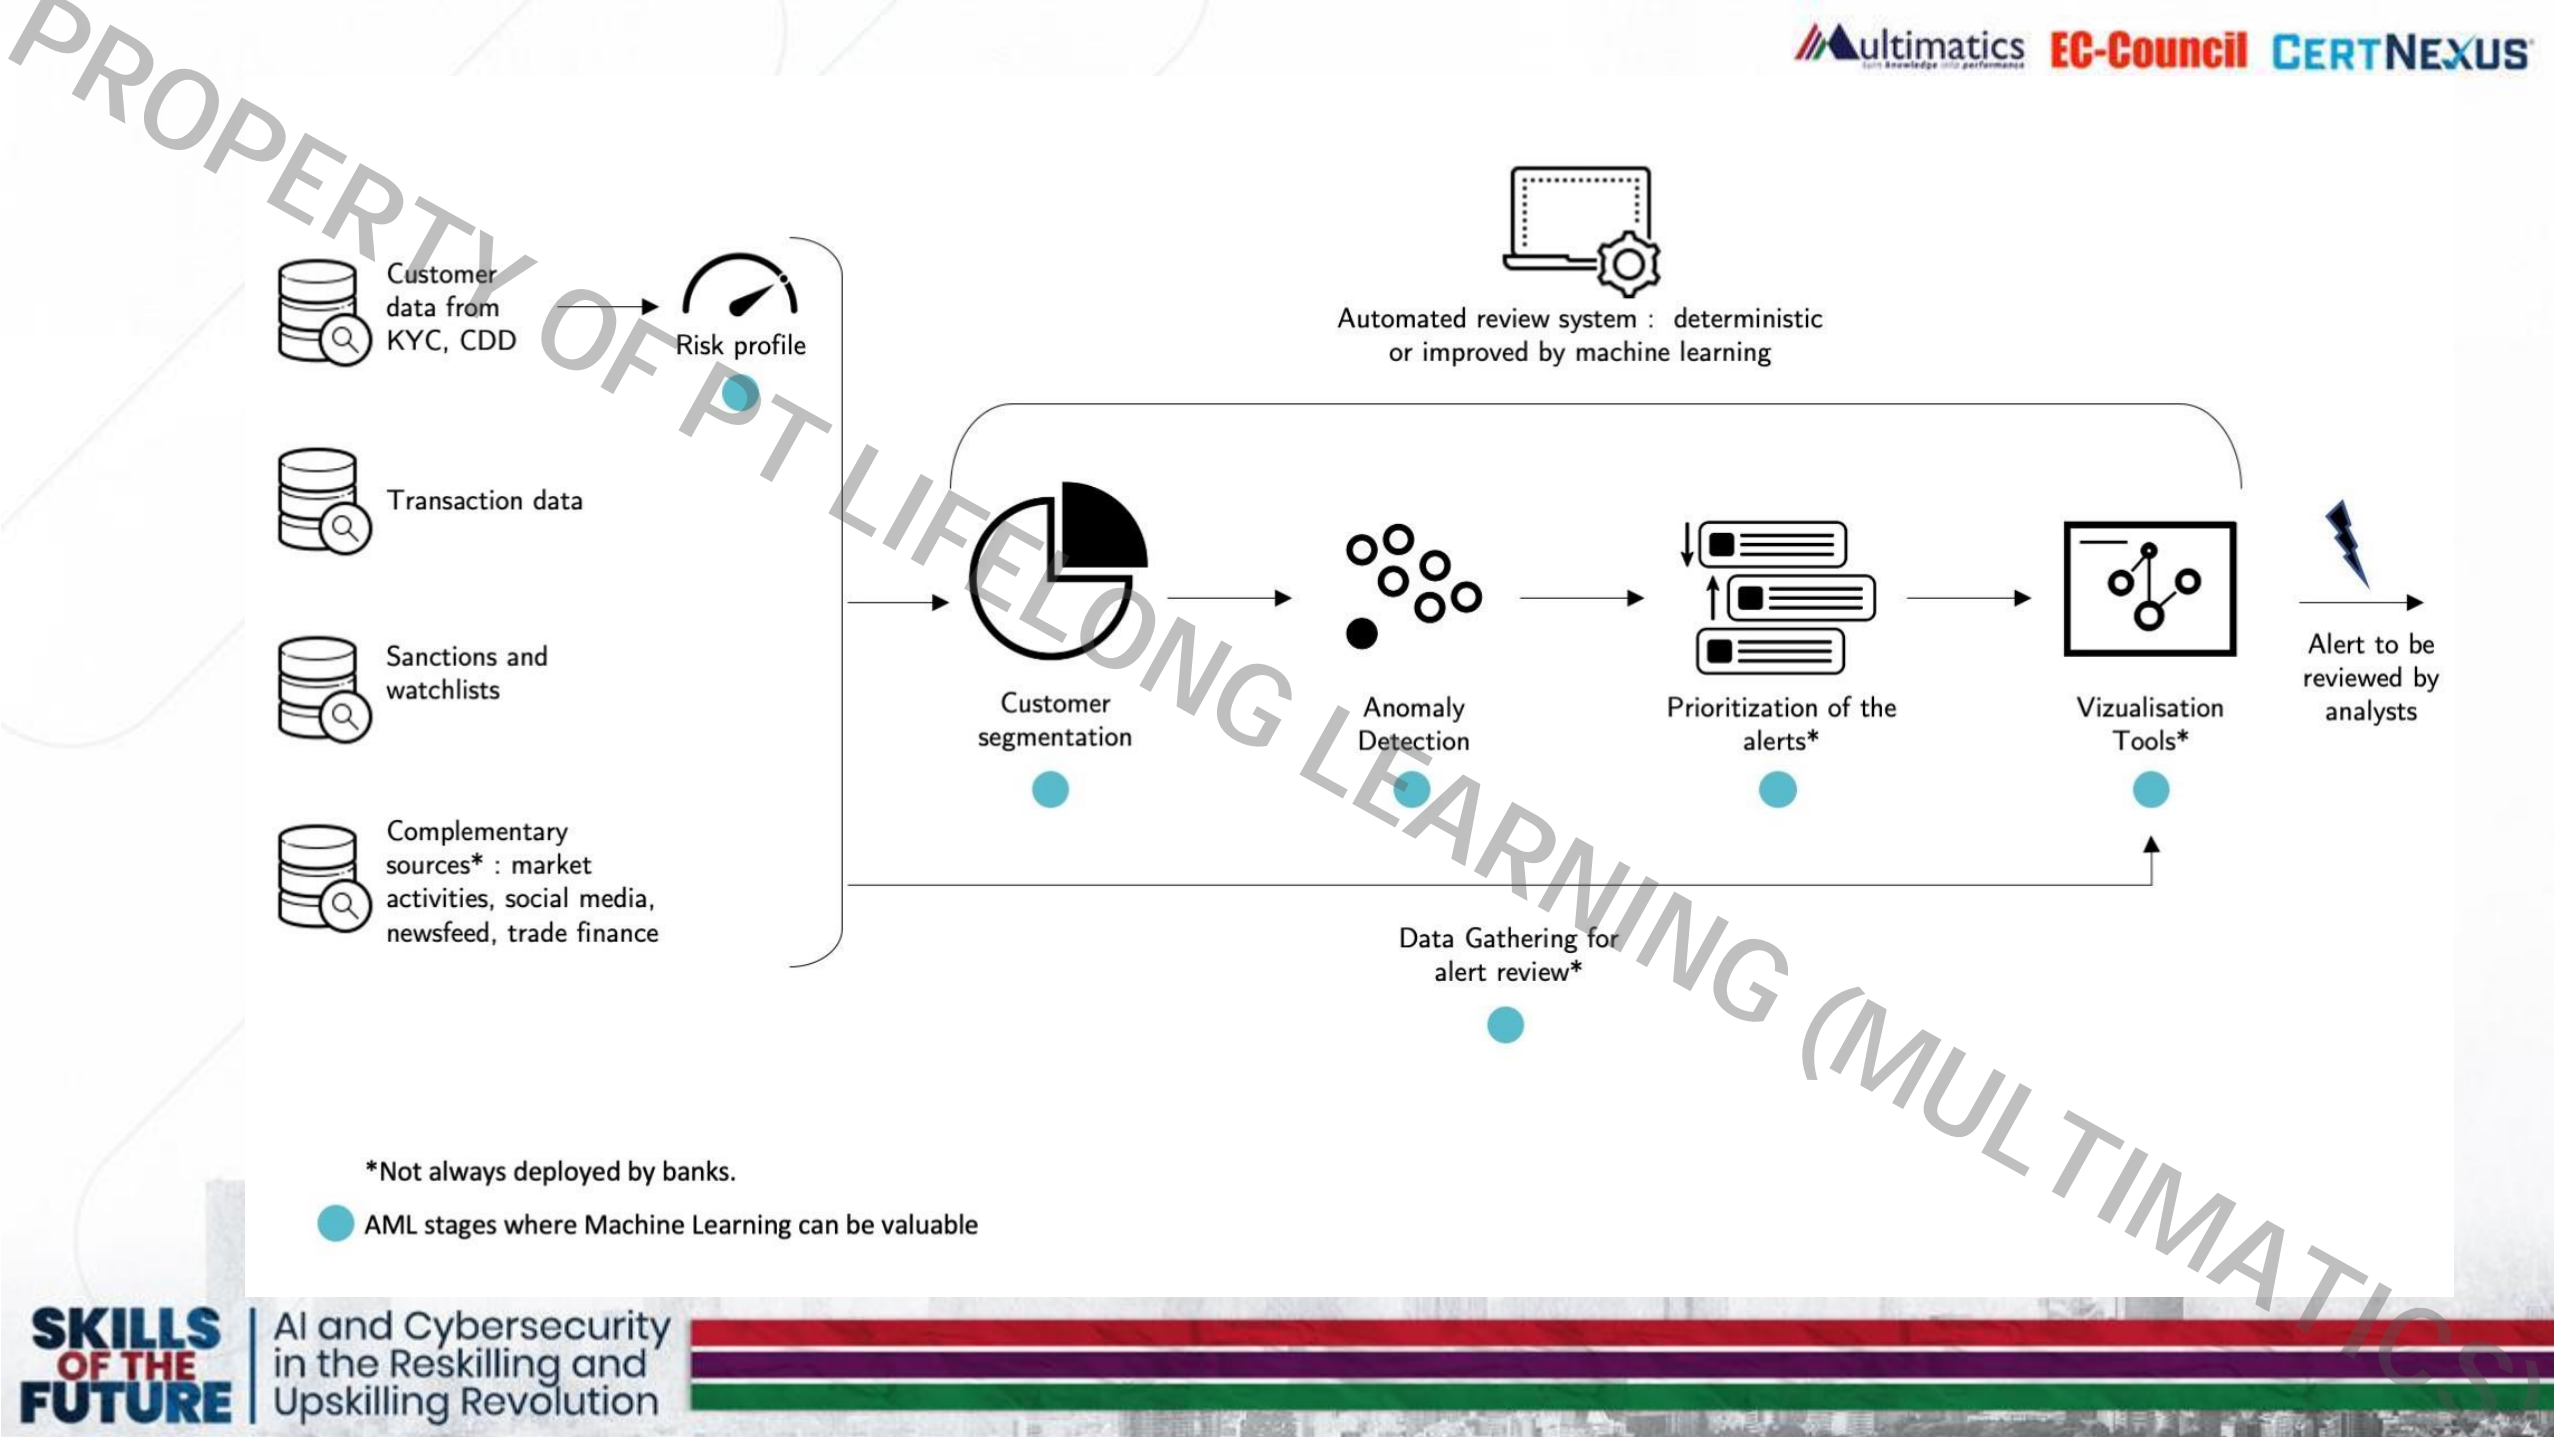 Multimatics
turn knowledge into performance
EC-Council
CERTNEXUS
PROPERTY OF PT LIFELONG LEARNING (MULTIMATICS)
Customer
data from
KYC, CDD
Risk profile
Transaction data
Sanctions and
watchlists
Complementary
sources* : market
activities, social media,
newsfeed, trade finance
Automated review system : deterministic
or improved by machine learning
Customer
segmentation
Anomaly
Detection
Prioritization of the
alerts*
Vizualisation
Tools*
Alert to be
reviewed by
analysts
Data Gathering for
alert review*
*Not always deployed by banks.
AML stages where Machine Learning can be valuable
SKILLS
OF THE
FUTURE
AI and Cybersecurity
in the Reskilling and
Upskilling Revolution